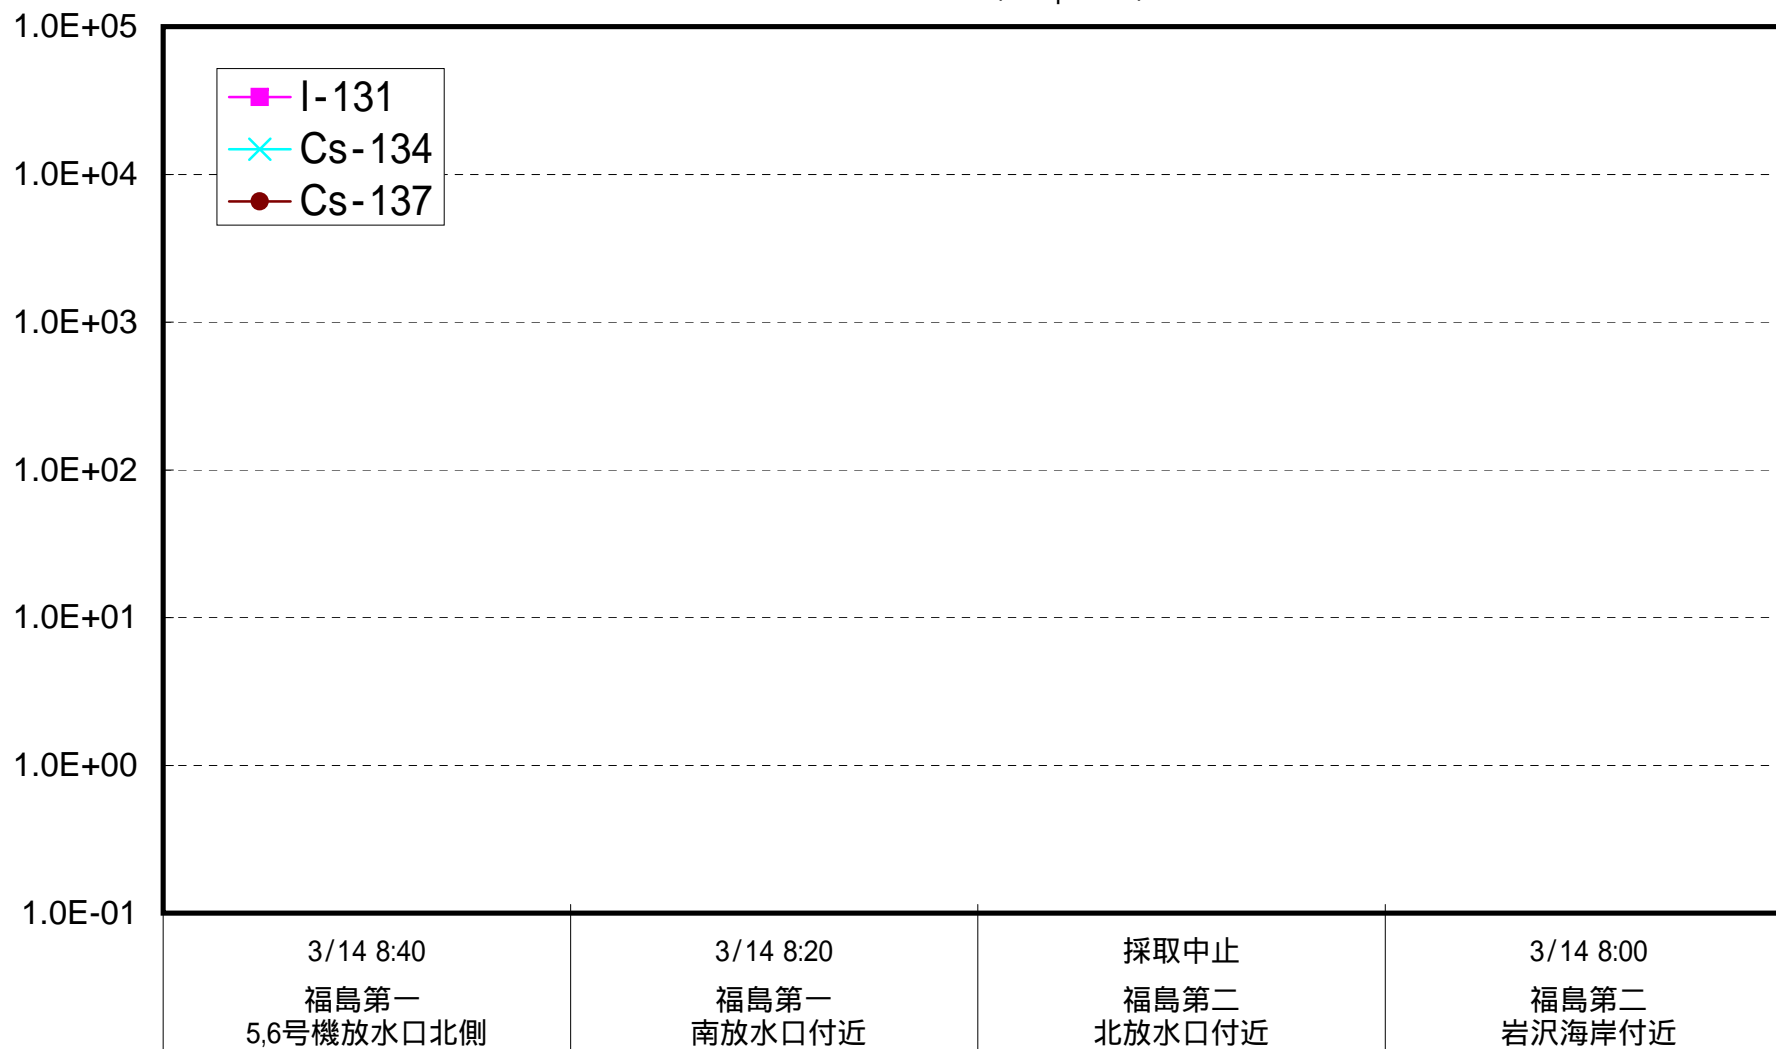 1.0E+05
I-131
Cs-134
Cs-137
1.0E+04
1.0E+03
1.0E+02
1.0E+01
1.0E+00
1.0E-01
3/14 8:40
3/14 8:20
採取中止
3/14 8:00
福島第一
5,6号機放水口北側
福島第一
南放水口付近
福島第二
北放水口付近
福島第二
岩沢海岸付近